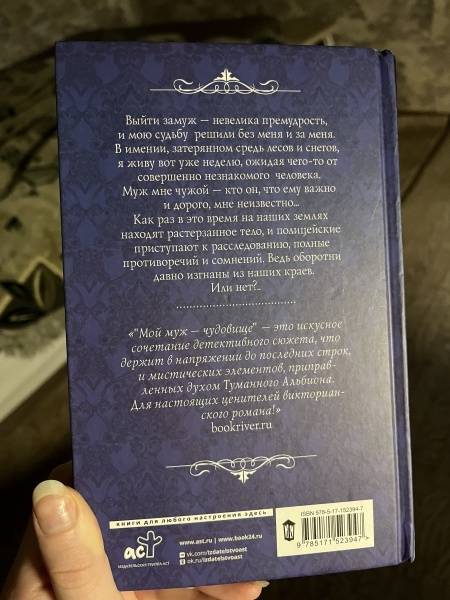 Выйти замуж — невелика премудрость,
и мою судьбу решили без меня и за меня.
В имении, затерянном средь лесов и снегов,
я живу вот уже неделю, ожидая чего-то от
совершенно незнакомого человека.
Муж мне чужой — кто он, что ему важно
и дорого, мне неизвестно...
Как раз в это время на наших землях
находят растерзанное тело, и полицейские
приступают к расследованию, полные
противоречий и сомнений. Ведь оборотни
давно изгнаны из наших краев.
Или нет?..
«"Мой муж — чудовище" — это искусное
сочетание детективного сюжета, что
держит в напряжении до последних строк,
и мистических элементов, приправ-
ленных духом Туманного Альбиона.
Для настоящих ценителей викториан-
ского романа!»
bookriver.ru
книги для любого настроения здесь
аст
ИЗДАТЕЛЬСКАЯ ГРУППА АСТ
www.ast.ru | www.book24.ru
vk.com/izdatelstvoast
ok.ru/izdatelstvoast
ISBN 978-5-17-152394-7
9 785171 523947